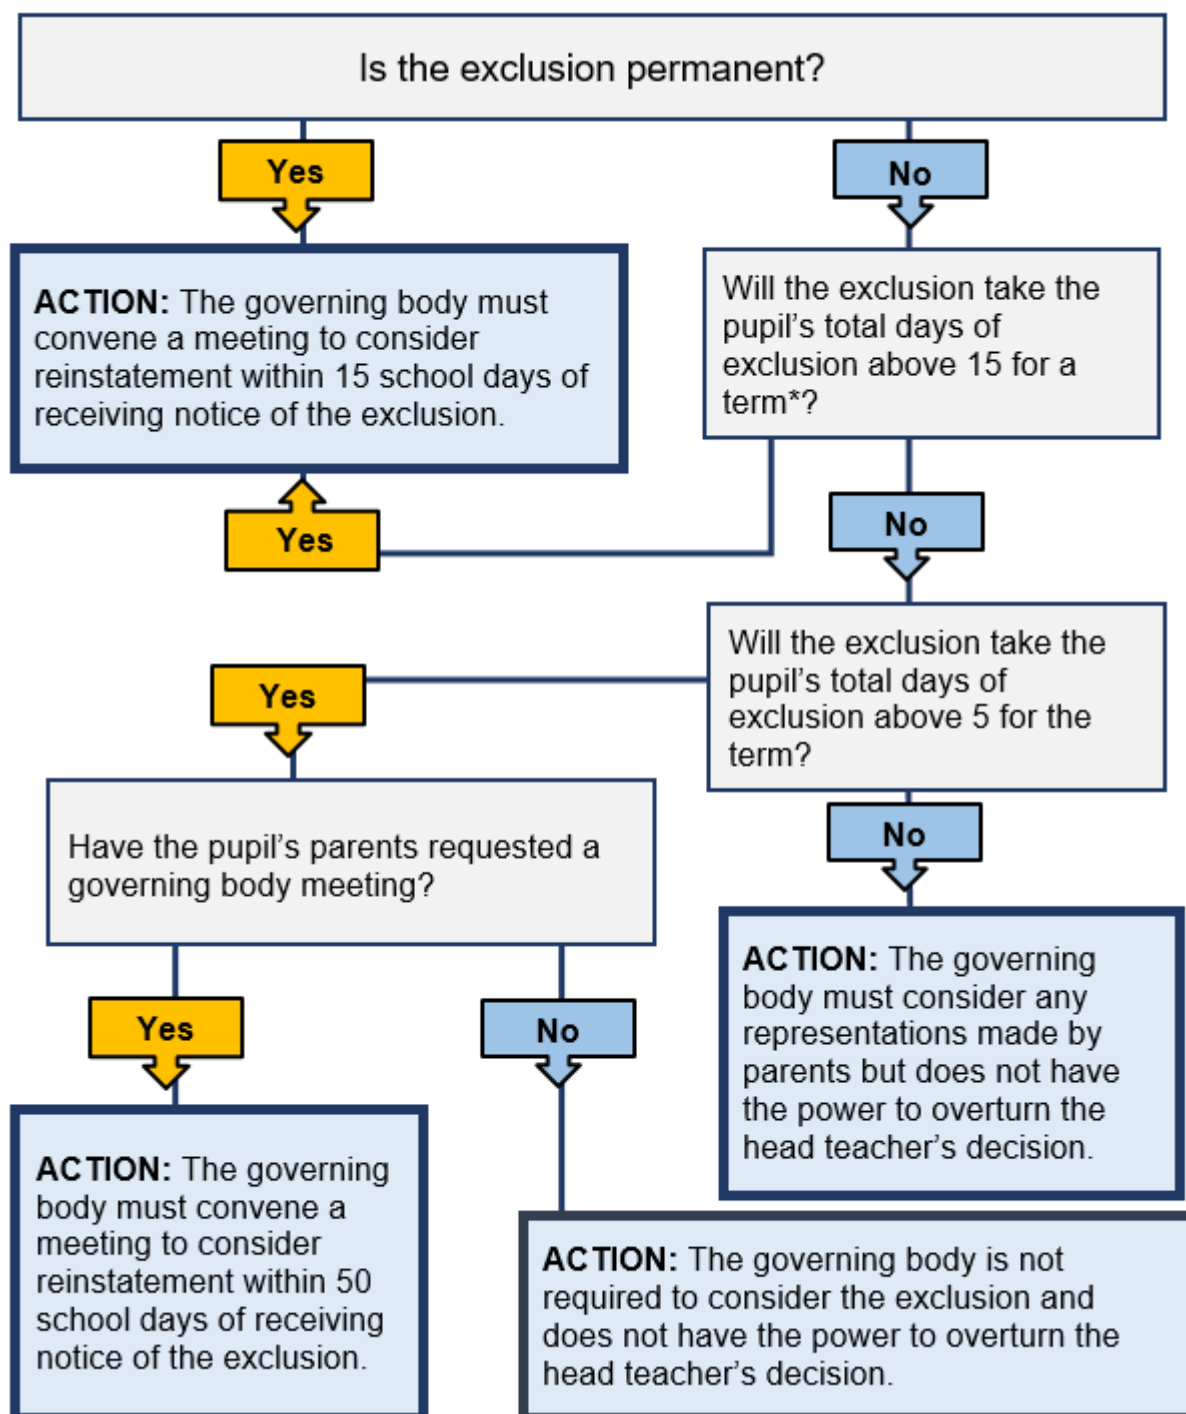 Is the exclusion permanent?
Yes
No
ACTION: The governing body must
convene a meeting to consider
reinstatement within 15 school days of
receiving notice of the exclusion.
Will the exclusion take the
pupil’s total days of
exclusion above 15 for a
term*?
Yes
No
Will the exclusion take the
pupil’s total days of
exclusion above 5 for the
term?
Yes
No
Have the pupil’s parents requested a
governing body meeting?
Yes
No
ACTION: The governing
body must consider any
representations made by
parents but does not have
the power to overturn the
head teacher’s decision.
ACTION: The governing
body must convene a
meeting to consider
reinstatement within 50
school days of receiving
notice of the exclusion.
ACTION: The governing body is not
required to consider the exclusion and
does not have the power to overturn the
head teacher’s decision.